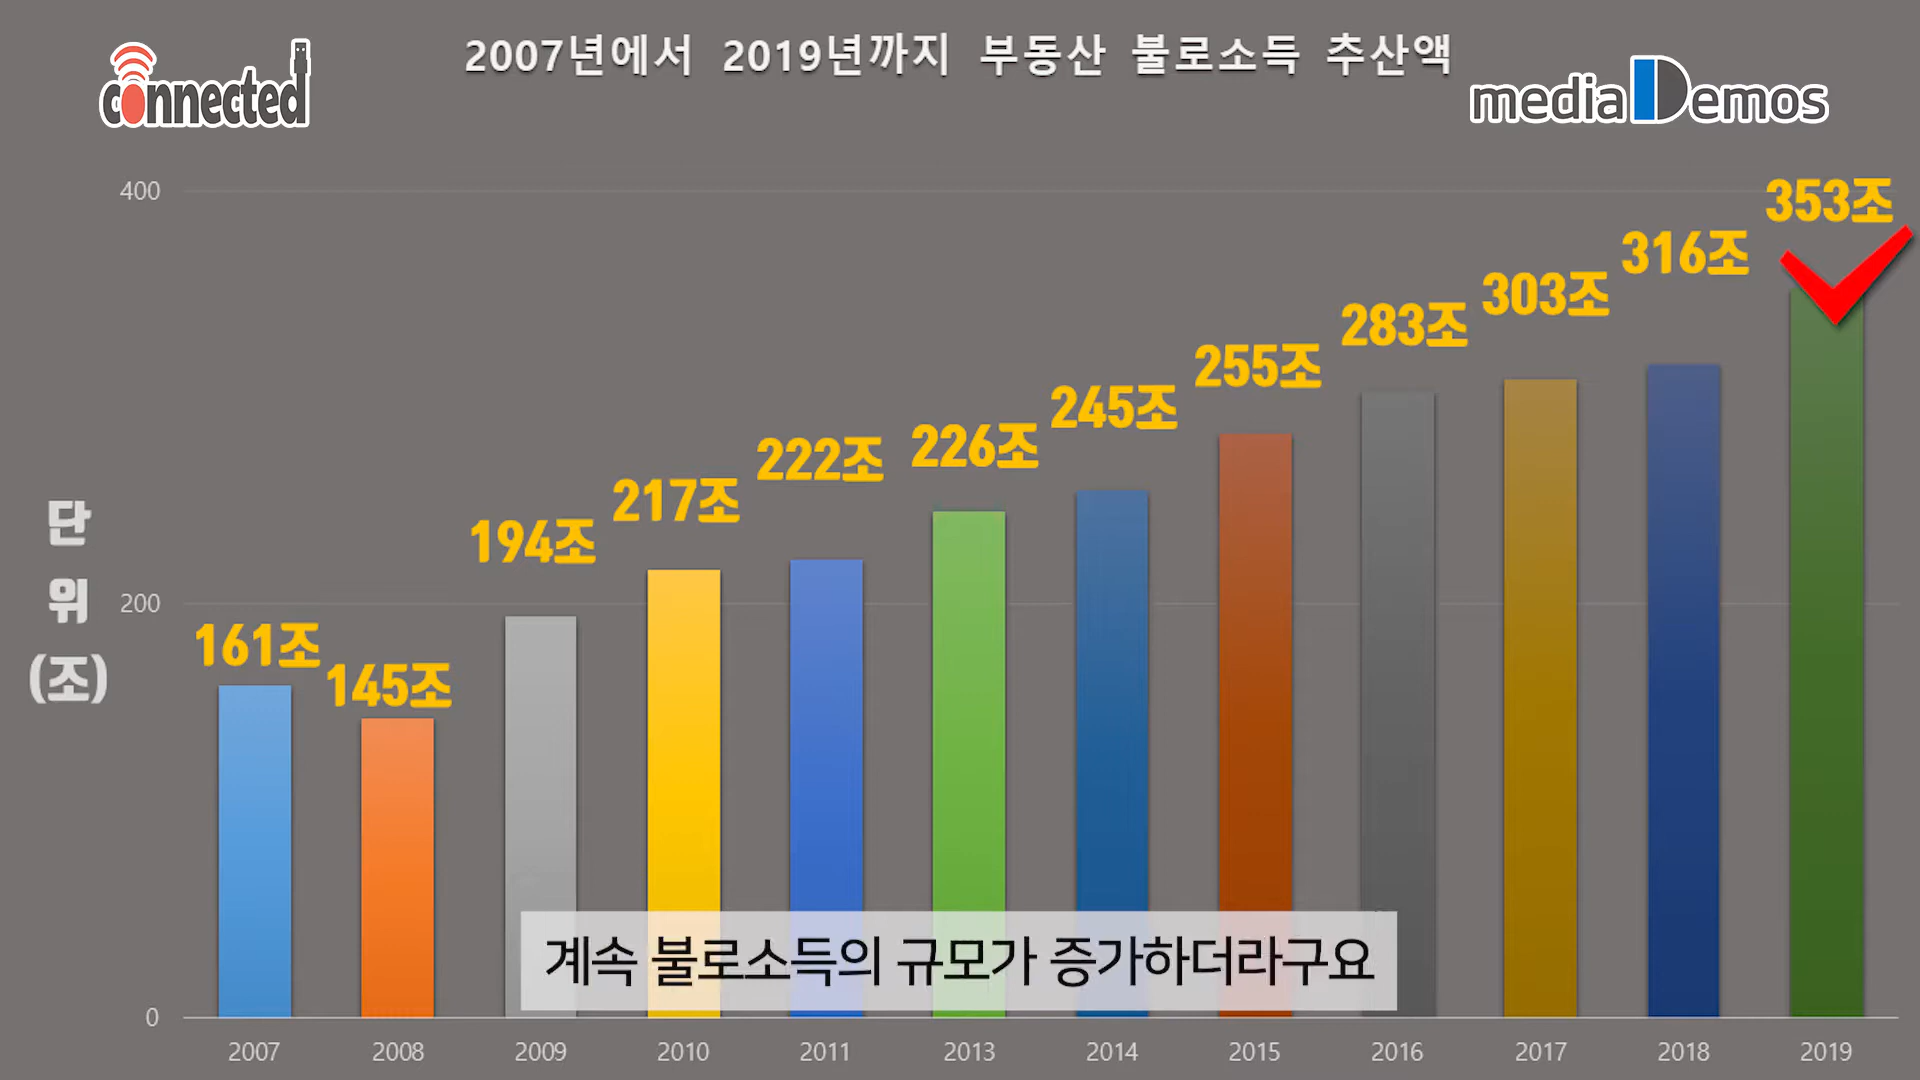 connected
2007년에서 2019년까지 부동산 불로소득 추산액
mediaDemos
400
200
0
단
위
(조)
161조
145조
194조
217조
222조
226조
245조
255조
283조
303조
316조
353조
계속 불로소득의 규모가 증가하더라구요
2007 2008 2009 2010 2011 2013 2014 2015 2016 2017 2018 2019